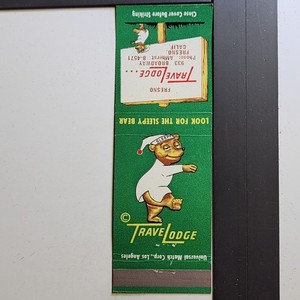 Close Cover Before Striking
FRESNO
TRAVELODGE...
933 BROADWAY
Phone: AMherst 8-4671
FRESNO
CALIF
LOOK FOR THE SLEEPY BEAR
©
TRAVELODGE
Universal Match Corp., Los Angeles